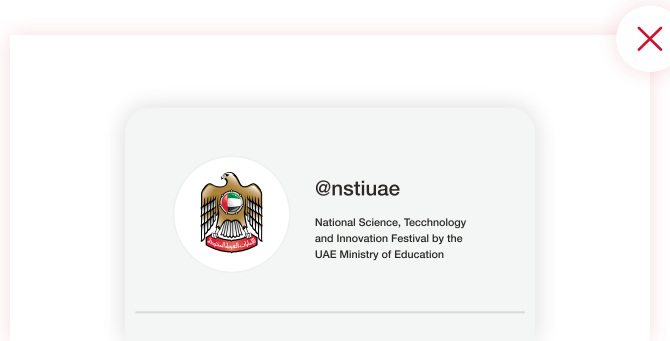 @nstiuae
National Science, Tecchnology
and Innovation Festival by the
UAE Ministry of Education